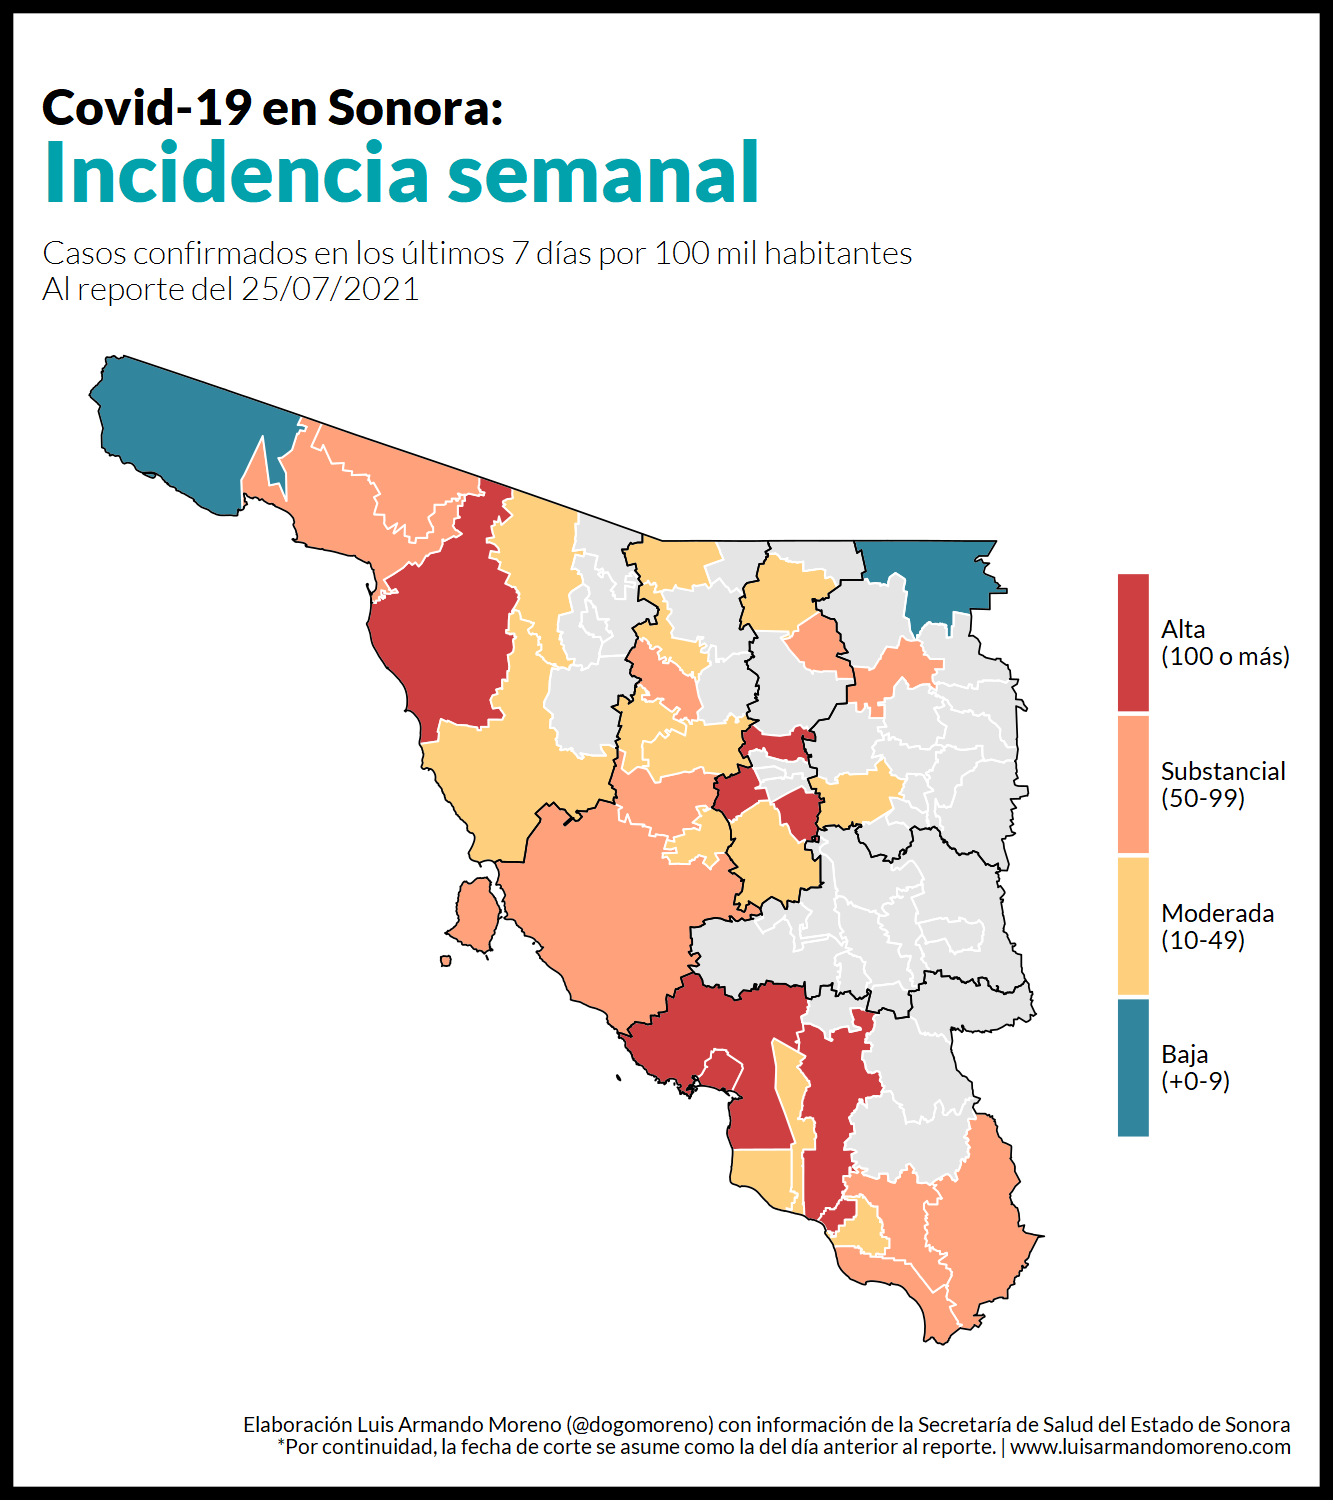 Covid-19 en Sonora:
Incidencia semanal
Casos confirmados en los últimos 7 días por 100 mil habitantes
Al reporte del 25/07/2021
Alta
(100 o más)
Substancial
(50-99)
Moderada
(10-49)
Baja
(+0-9)
Elaboración Luis Armando Moreno (@dogomoreno) con información de la Secretaría de Salud del Estado de Sonora
*Por continuidad, la fecha de corte se asume como la del día anterior al reporte. | www.luisarmandomoreno.com